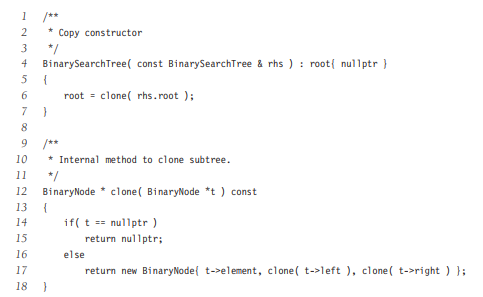 1 /**
2  * Copy constructor
3  */
4 BinarySearchTree( const BinarySearchTree & rhs ) : root{ nullptr }
5 {
6     root = clone( rhs.root );
7 }
8
9 /**
10  * Internal method to clone subtree.
11  */
12 BinaryNode * clone( BinaryNode *t ) const
13 {
14     if( t == nullptr )
15         return nullptr;
16     else
17         return new BinaryNode{ t->element, clone( t->left ), clone( t->right ) };
18 }